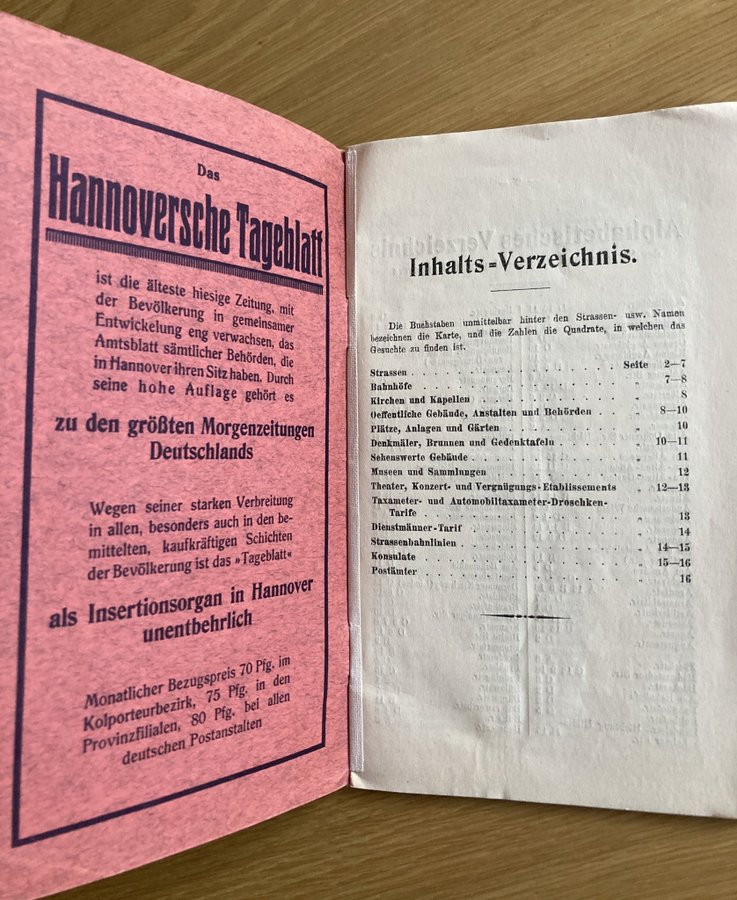 Das
Hannoversche Tageblatt
ist die älteste hiesige Zeitung, mit
der Bevölkerung in gemeinsamer
Entwickelung eng verwachsen, das
Amtsblatt sämtlicher Behörden, die
in Hannover ihren Sitz haben. Durch
seine hohe Auflage gehört es
zu den größten Morgenzeitungen
Deutschlands
Wegen seiner starken Verbreitung
in allen, besonders auch in den be-
mittelten, kaufkräftigen Schichten
der Bevölkerung ist das »Tageblatt«
als Insertionsorgan in Hannover
unentbehrlich
Monatlicher Bezugspreis 70 Pfg. im
Kolporteurbezirk, 75 Pfg. in den
Provinzfilialen, 80 Pfg. bei allen
deutschen Postanstalten
Inhalts-Verzeichnis.
Die Buchstaben unmittelbar hinter den Strassen- usw. Namen
bezeichnen die Karte, und die Zahlen die Quadrate, in welchen das
Gesuchte zu finden ist.
Strassen . . . . . . . . . . . . . . Seite 2—7
Bahnhöfe . . . . . . . . . . . . . . „ 7—8
Kirchen und Kapellen . . . . . . . . . . „ 8
Oeffentliche Gebäude, Anstalten und Behörden . . . . „ 8—10
Plätze, Anlagen und Gärten . . . . . . . . „ 10
Denkmäler, Brunnen und Gedenktafeln . . . . . . „ 10—11
Sehenswerte Gebäude . . . . . . . . . . „ 11
Museen und Sammlungen . . . . . . . . . „ 12
Theater, Konzert- und Vergnügungs-Etablissements . . „ 12—13
Taxameter- und Automobiltaxameter-Droschken-
Tarife . . . . . . . . . . . . . „ 13
Dienstmänner-Tarif . . . . . . . . . . „ 14
Strassenbahnlinien . . . . . . . . . . „ 14—15
Konsulate . . . . . . . . . . . . . „ 15—16
Postämter . . . . . . . . . . . . . „ 16